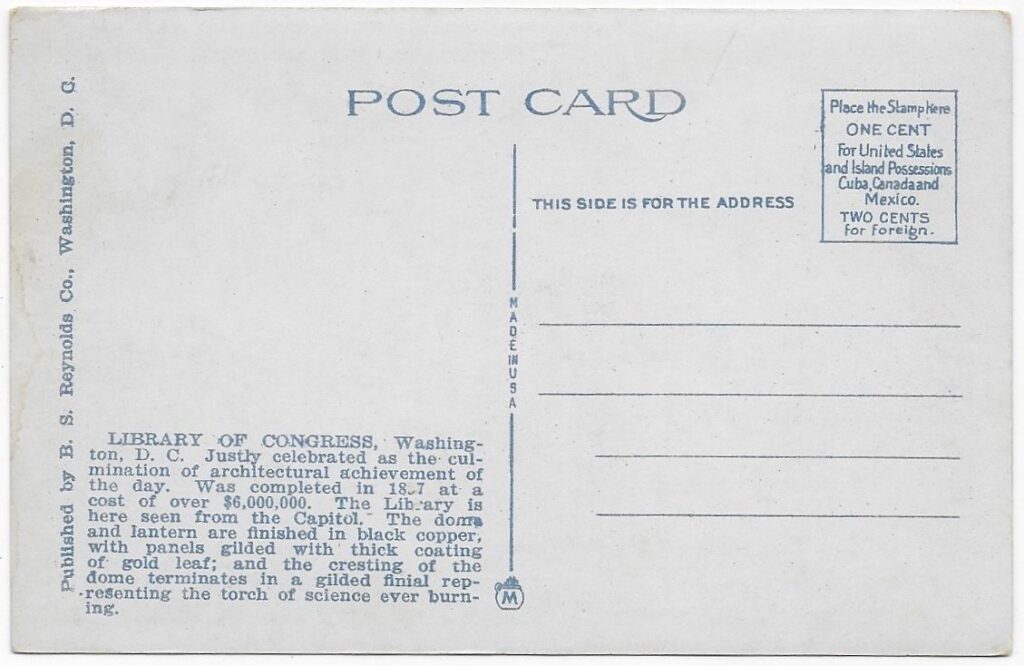 POST CARD
Place the Stamp Here
ONE CENT
For United States
and Island Possessions
Cuba, Canada and
Mexico.
TWO CENTS
for foreign.
THIS SIDE IS FOR THE ADDRESS
MADE IN USA
Published by B. S. Reynolds Co., Washington, D. C.
LIBRARY OF CONGRESS, Washing-
ton, D. C. Justly celebrated as the cul-
mination of architectural achievement of
the day. Was completed in at a
cost of over $6,000,000. The Library is
here seen from the Capitol. The dome
and lantern are finished in black copper,
with panels gilded with thick coating
of gold leaf; and the cresting of the
dome terminates in a gilded finial rep-
resenting the torch of science ever burn-
ing.
M